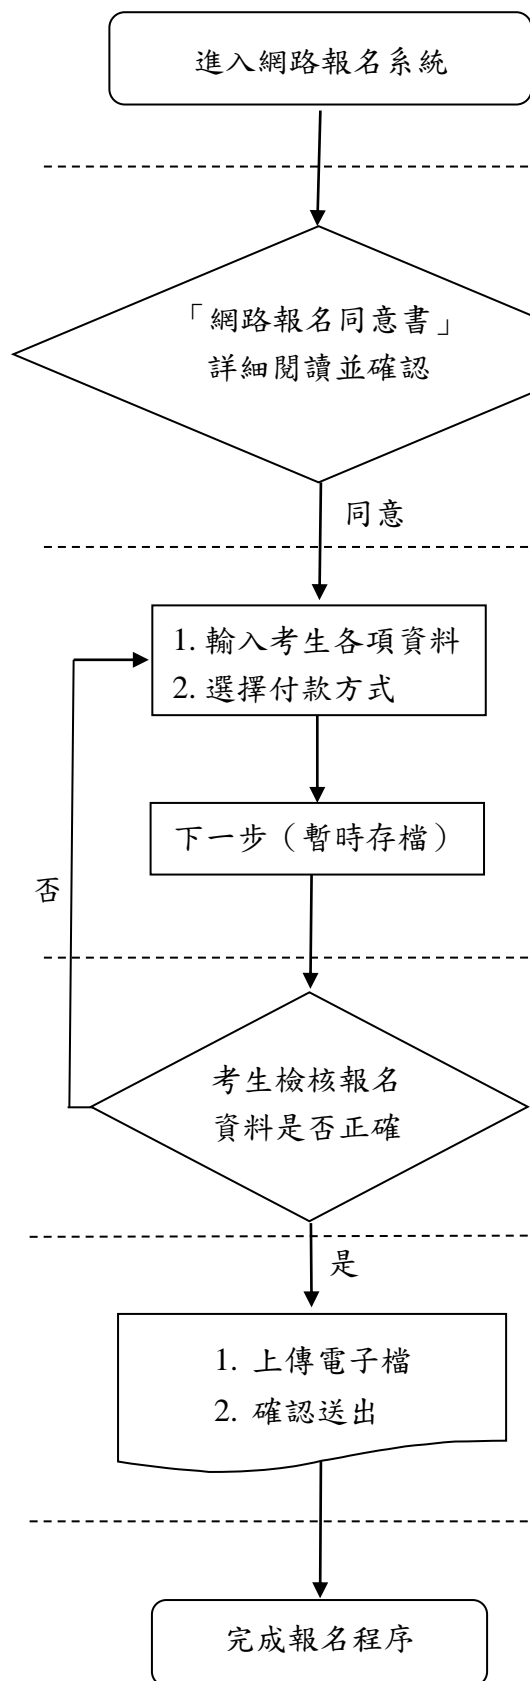 進入網路報名系統
「網路報名同意書」
詳細閱讀並確認
同意
1. 輸入考生各項資料
2. 選擇付款方式
下一步（暫時存檔）
否
考生檢核報名
資料是否正確
是
1. 上傳電子檔
2. 確認送出
完成報名程序